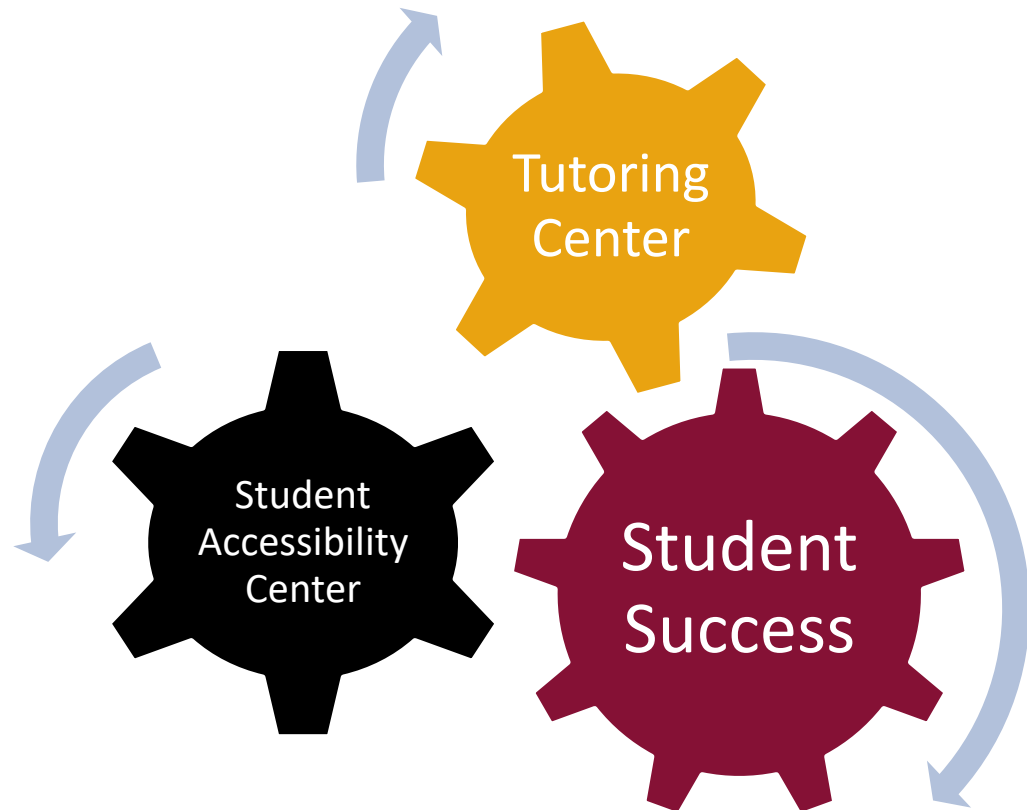 Tutoring
Center
Student
Accessibility
Center
Student
Success